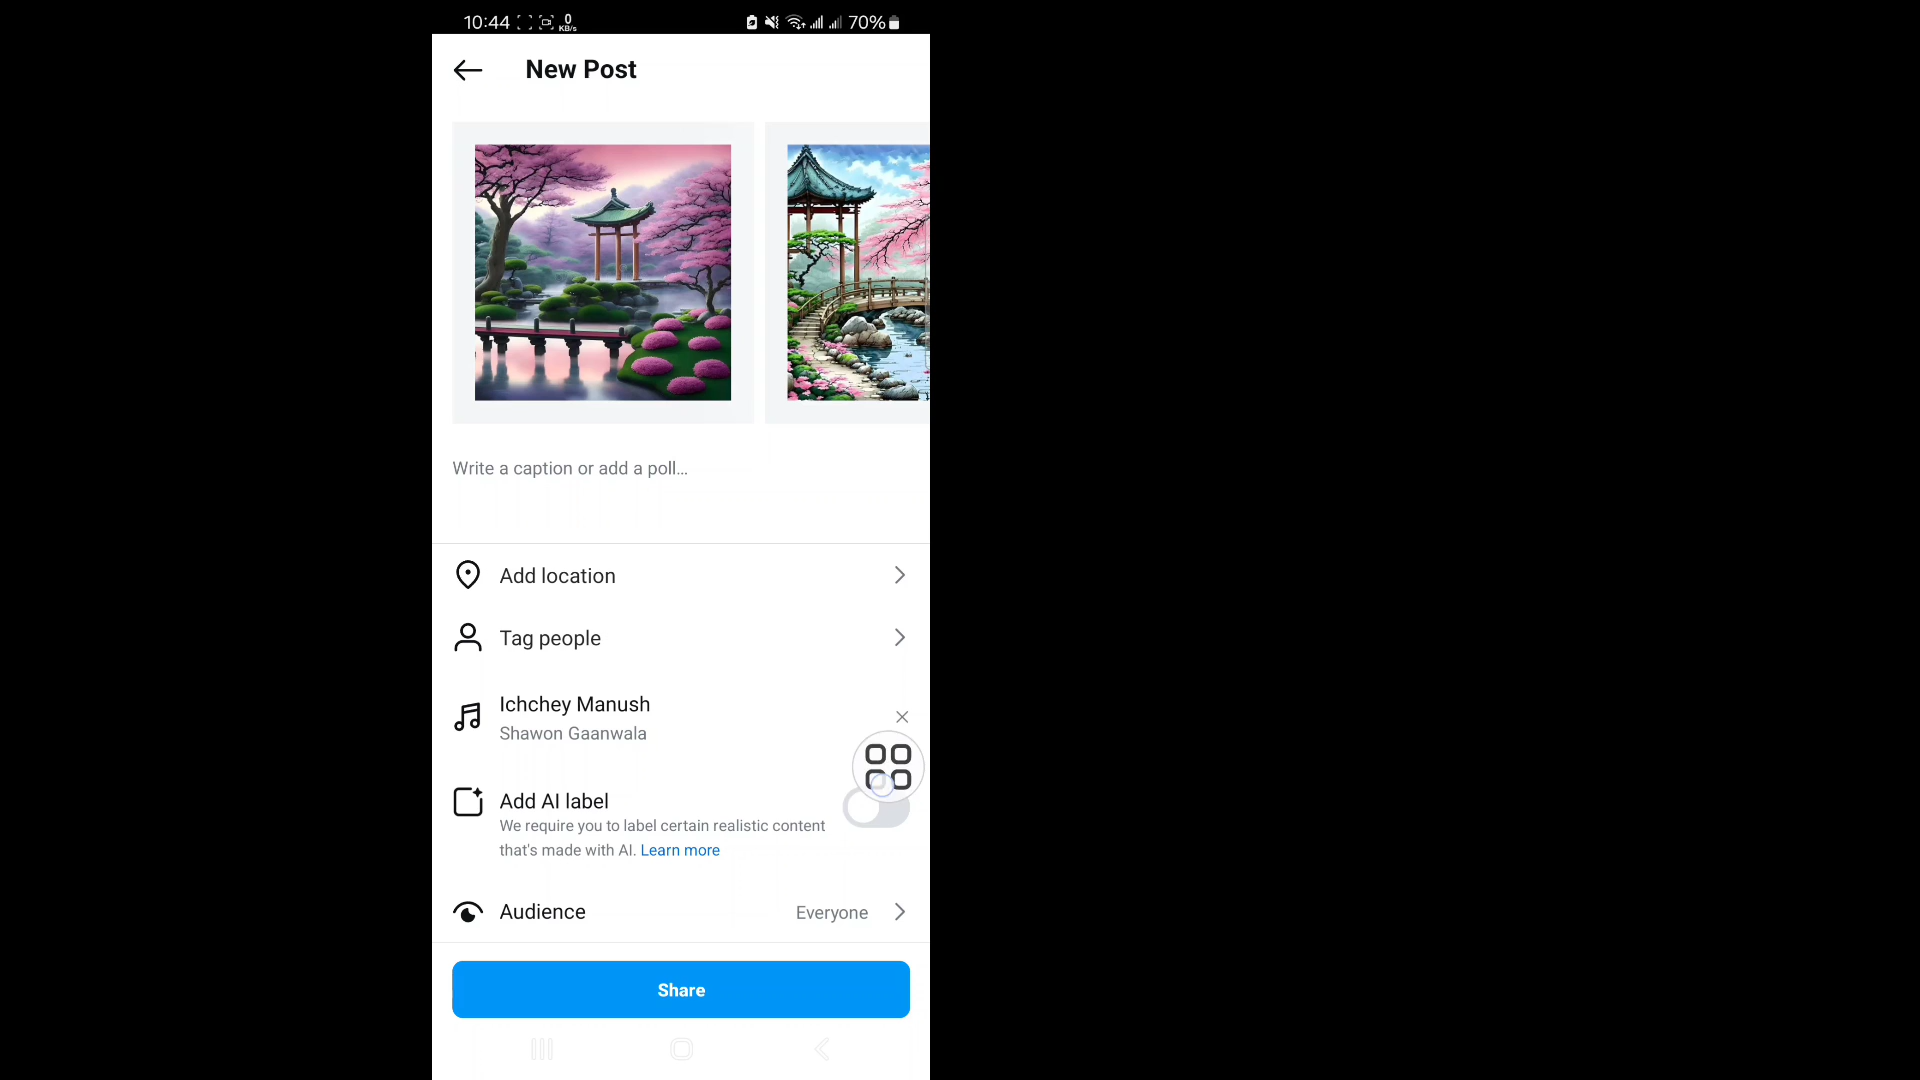 10:44 0 KB/s 70%
New Post
Write a caption or add a poll...
Add location
Tag people
Ichchey Manush
Shawon Gaanwala
Add AI label
We require you to label certain realistic content
that's made with AI. Learn more
Audience Everyone
Share